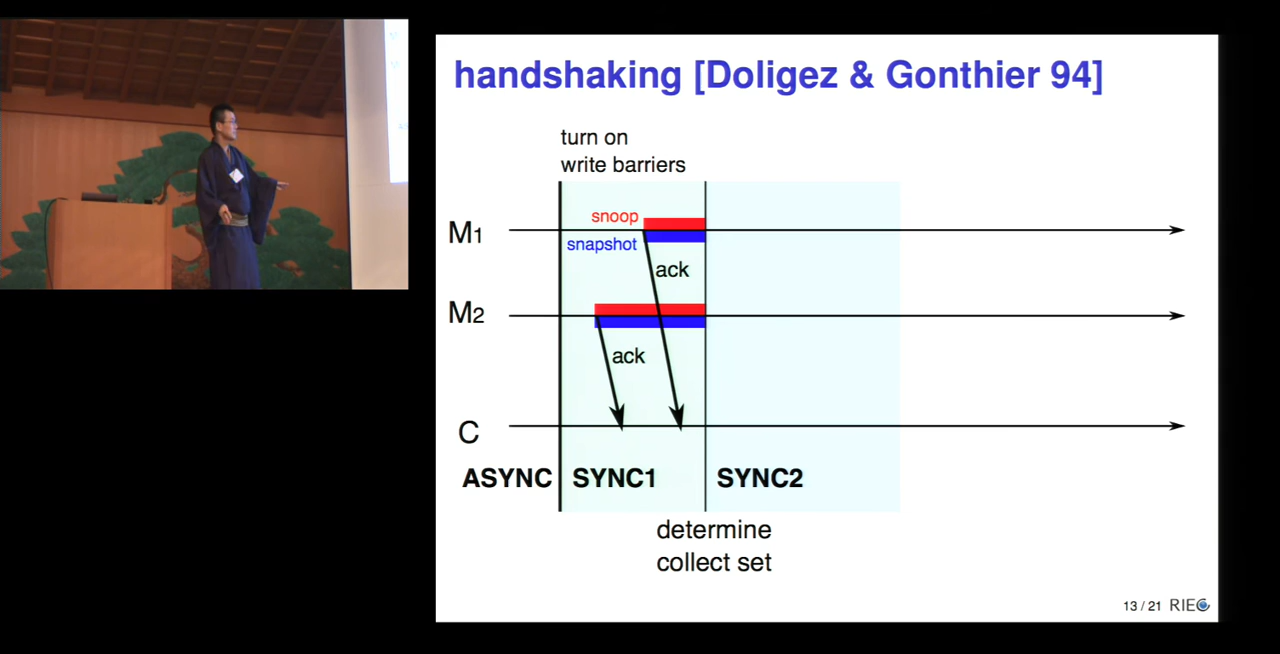 handshaking [Doligez & Gonthier 94]
turn on
write barriers
snoop
M1
snapshot
ack
M2
ack
C
ASYNC
SYNC1
SYNC2
determine
collect set
13 / 21 RIEC